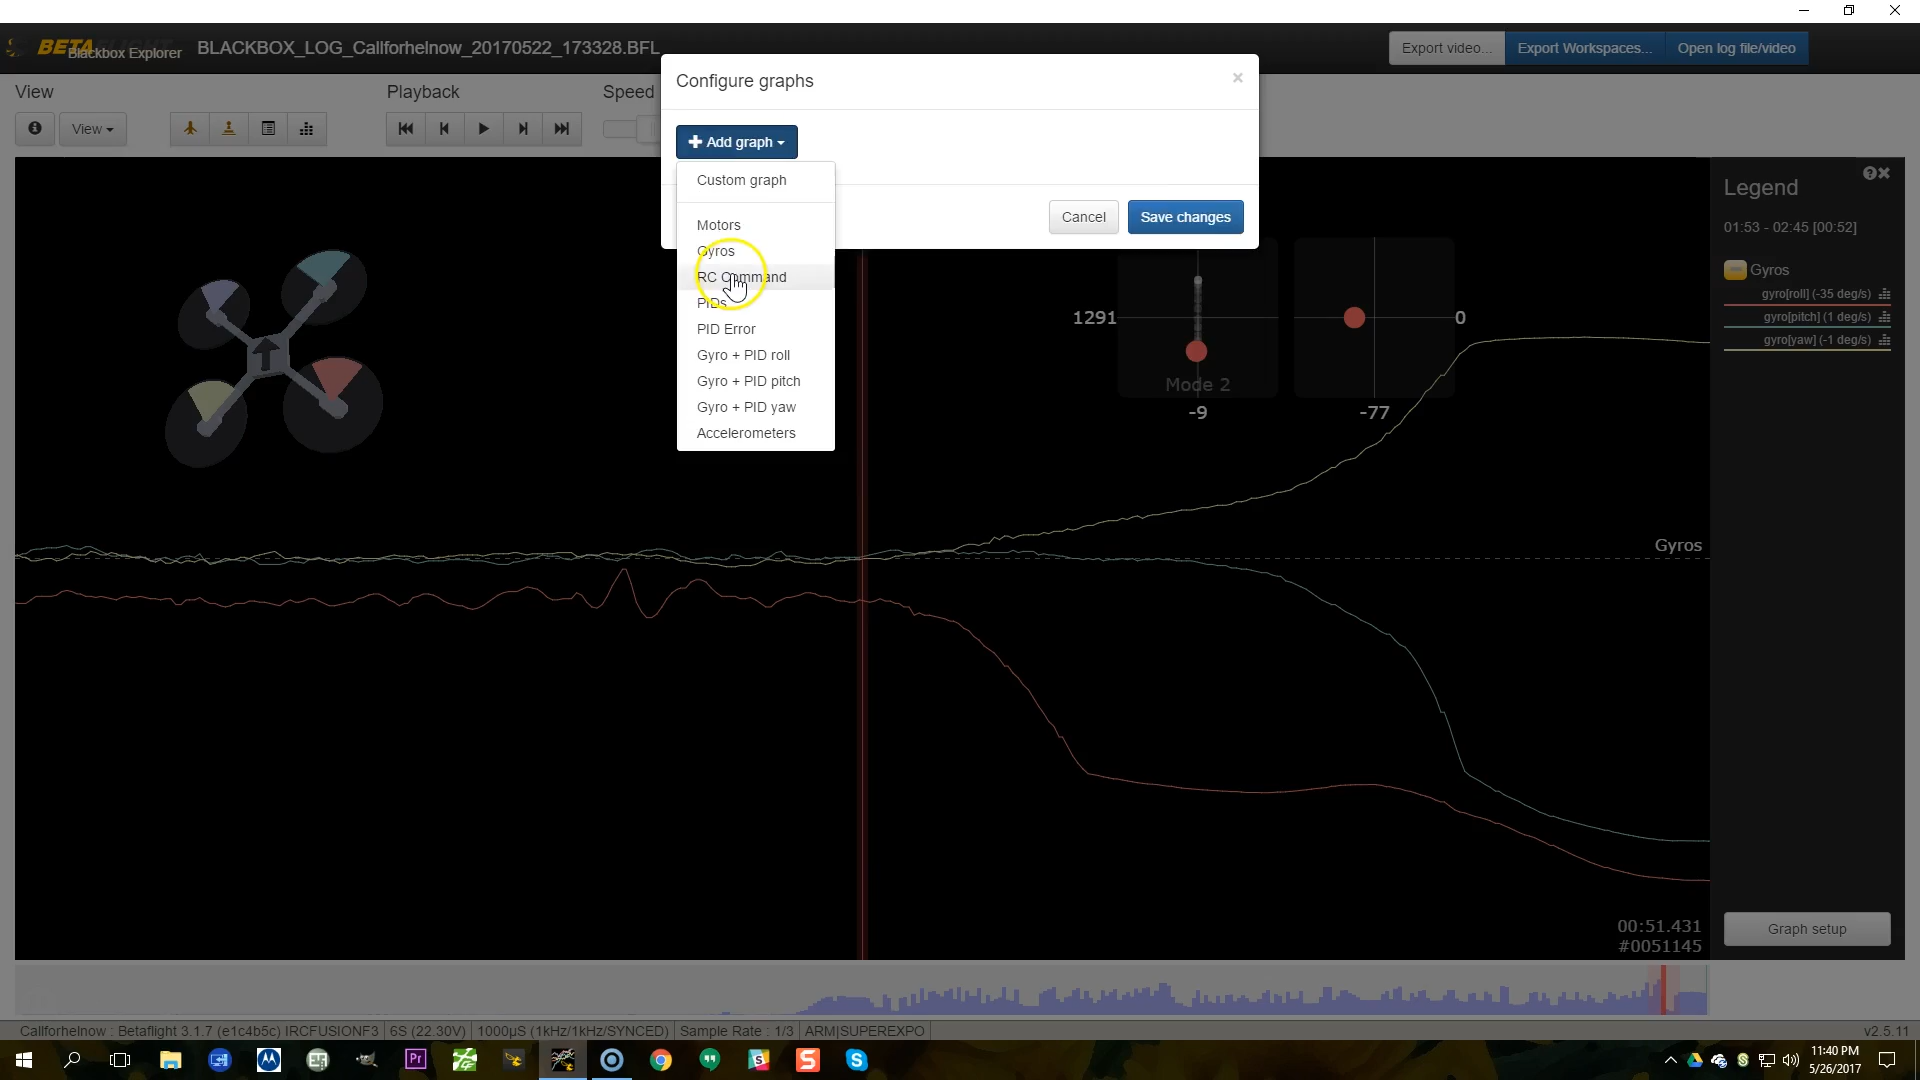 BETAFLIGHT
Blackbox Explorer
BLACKBOX_LOG_Callforhelnow_20170522_173328.BFL
Export video...
Export Workspaces...
Open log file/video
View
Playback
Speed
View
Configure graphs
×
Add graph
Custom graph
Motors
Gyros
RC Command
PIDs
PID Error
Gyro + PID roll
Gyro + PID pitch
Gyro + PID yaw
Accelerometers
Cancel
Save changes
1291
Mode 2
-9
0
-77
Legend
01:53 - 02:45 [00:52]
Gyros
gyro[roll] (-35 deg/s)
gyro[pitch] (1 deg/s)
gyro[yaw] (-1 deg/s)
Gyros
00:51.431
#0051145
Graph setup
Callforhelnow : Betaflight 3.1.7 (e1c4b5c) IRCFUSIONF3
6S (22.30V)
1000µS (1kHz/1kHz/SYNCED)
Sample Rate : 1/3
ARM|SUPEREXPO
v2.5.11
Pr
11:40 PM
5/26/2017